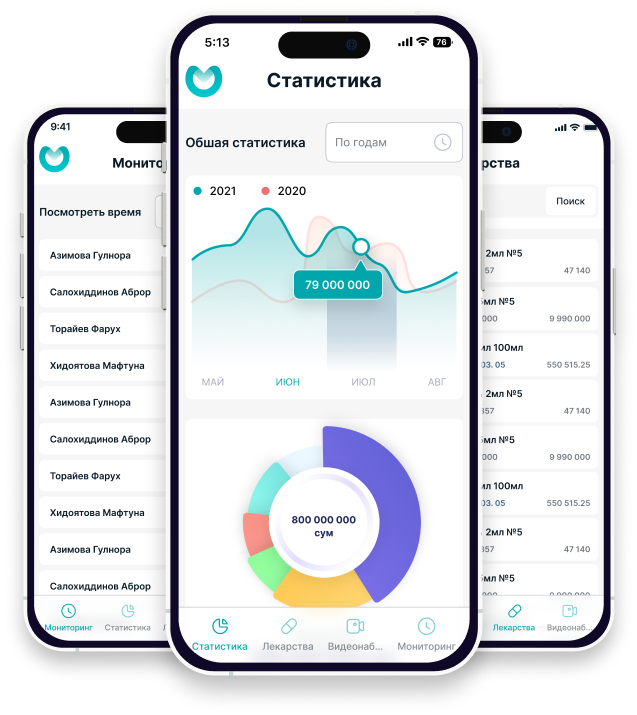 9:41
Посмотреть время
Азимова Гулнора
Салохиддинов Аброр
Торайев Фарух
Хидоятова Мафтуна
Азимова Гулнора
Салохиддинов Аброр
Торайев Фарух
Хидоятова Мафтуна
Азимова Гулнора
Салохиддинов Аброр
Мониторинг
Статистика
5:13
76
Статистика
Обшая статистика
По годам
2021
2020
79 000 000
МАЙ
ИЮН
ИЮЛ
АВГ
800 000 000
сум
Статистика
Лекарства
Видеонаб...
Мониторинг
Поиск
2мл №5
57
47 140
мл №5
000
9 990 000
мл 100мл
03. 05
550 515.25
2мл №5
357
47 140
мл №5
000
9 990 000
мл 100мл
03. 05
550 515.25
2мл №5
357
47 140
мл №5
Лекарства
Видеонаб...